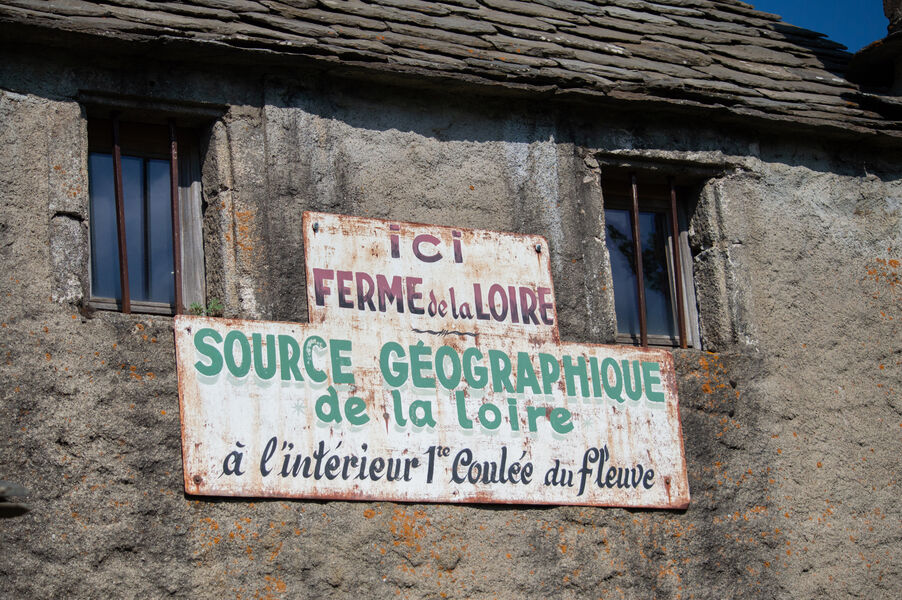 ici
FERME de la LOIRE
SOURCE GÉOGRAPHIQUE
de la loire
à l'intérieur 1re Coulée du fleuve